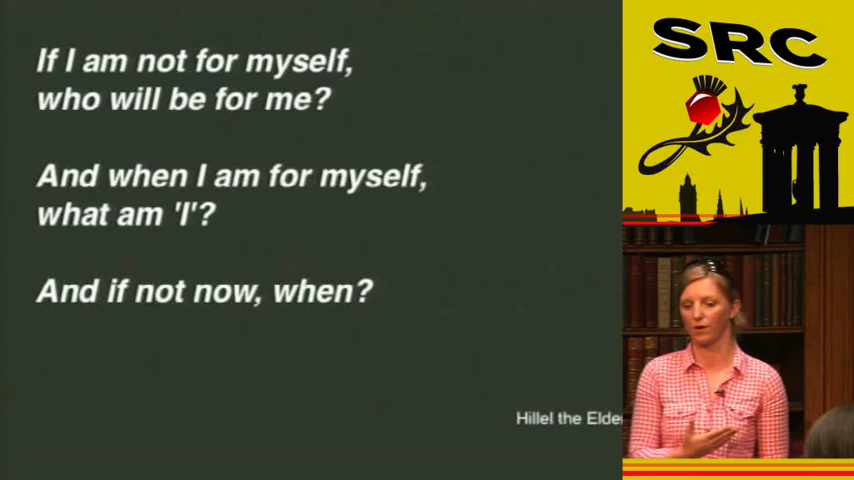 If I am not for myself,
who will be for me?
And when I am for myself,
what am 'I'?
And if not now, when?
Hillel the Elde
SRC